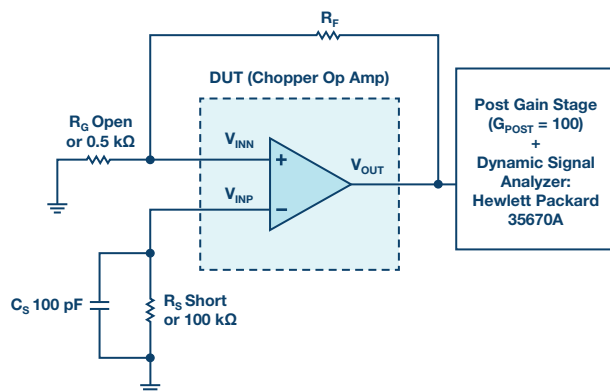 RF
DUT (Chopper Op Amp)
RG Open
or 0.5 kΩ
VINN
+
VOUT
VINP
–
CS 100 pF
RS Short
or 100 kΩ
Post Gain Stage
(GPOST = 100)
+
Dynamic Signal
Analyzer:
Hewlett Packard
35670A